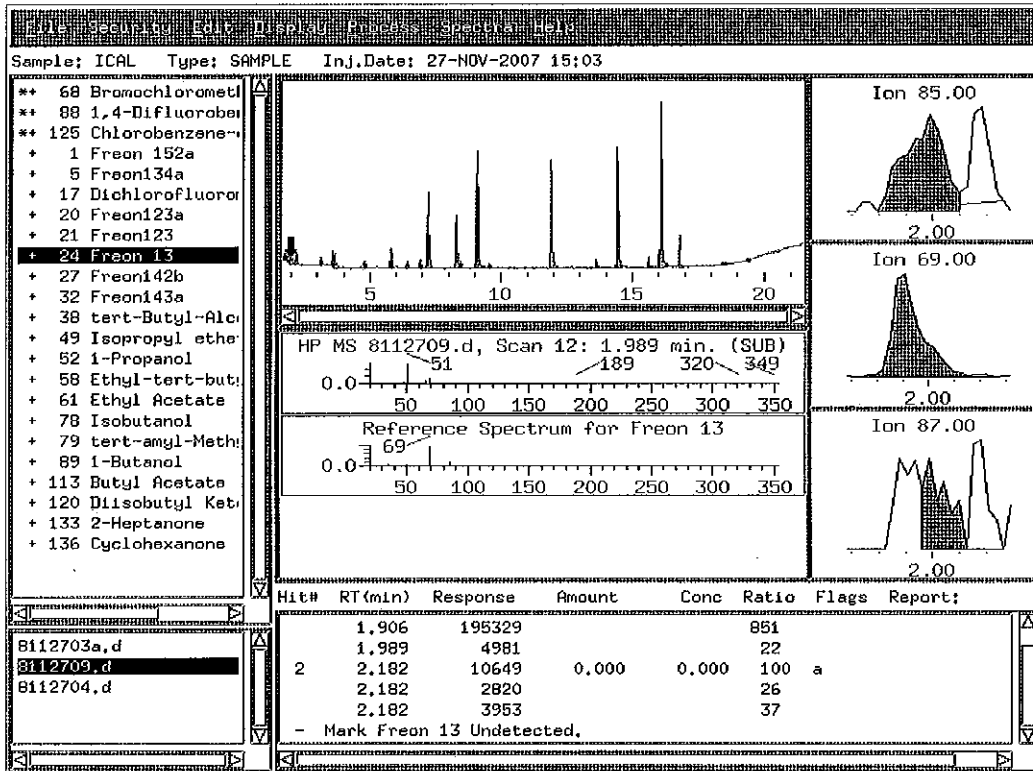 File Security Edit Display Process Spectra Help
Sample: ICAL Type: SAMPLE Inj.Date: 27-NOV-2007 15:03
*+ 68 Bromochloromet
*+ 88 1,4-Difluorobe
*+ 125 Chlorobenzene-
+ 1 Freon 152a
+ 5 Freon134a
+ 17 Dichlorofluoro
+ 20 Freon123a
+ 21 Freon123
+ 24 Freon 13
+ 27 Freon142b
+ 32 Freon143a
+ 38 tert-Butyl-Alc
+ 49 Isopropyl ethe
+ 52 1-Propanol
+ 58 Ethyl-tert-but
+ 61 Ethyl Acetate
+ 78 Isobutanol
+ 79 tert-amyl-Meth
+ 89 1-Butanol
+ 113 Butyl Acetate
+ 120 Diisobutyl Ket
+ 133 2-Heptanone
+ 136 Cyclohexanone
8112703a.d
8112709.d
8112704.d
5 10 15 20
HP MS 8112709.d, Scan 12: 1.989 min. (SUB)
51 189 320 349
0.0
50 100 150 200 250 300 350
Reference Spectrum for Freon 13
69
0.0
50 100 150 200 250 300 350
Ion 85.00
2.00
Ion 69.00
2.00
Ion 87.00
2.00
Hit# RT(min) Response Amount Conc Ratio Flags Report:
1.906 195329 851
1.989 4981 22
2 2.182 10649 0.000 0.000 100 a
2.182 2820 26
2.182 3953 37
- Mark Freon 13 Undetected.